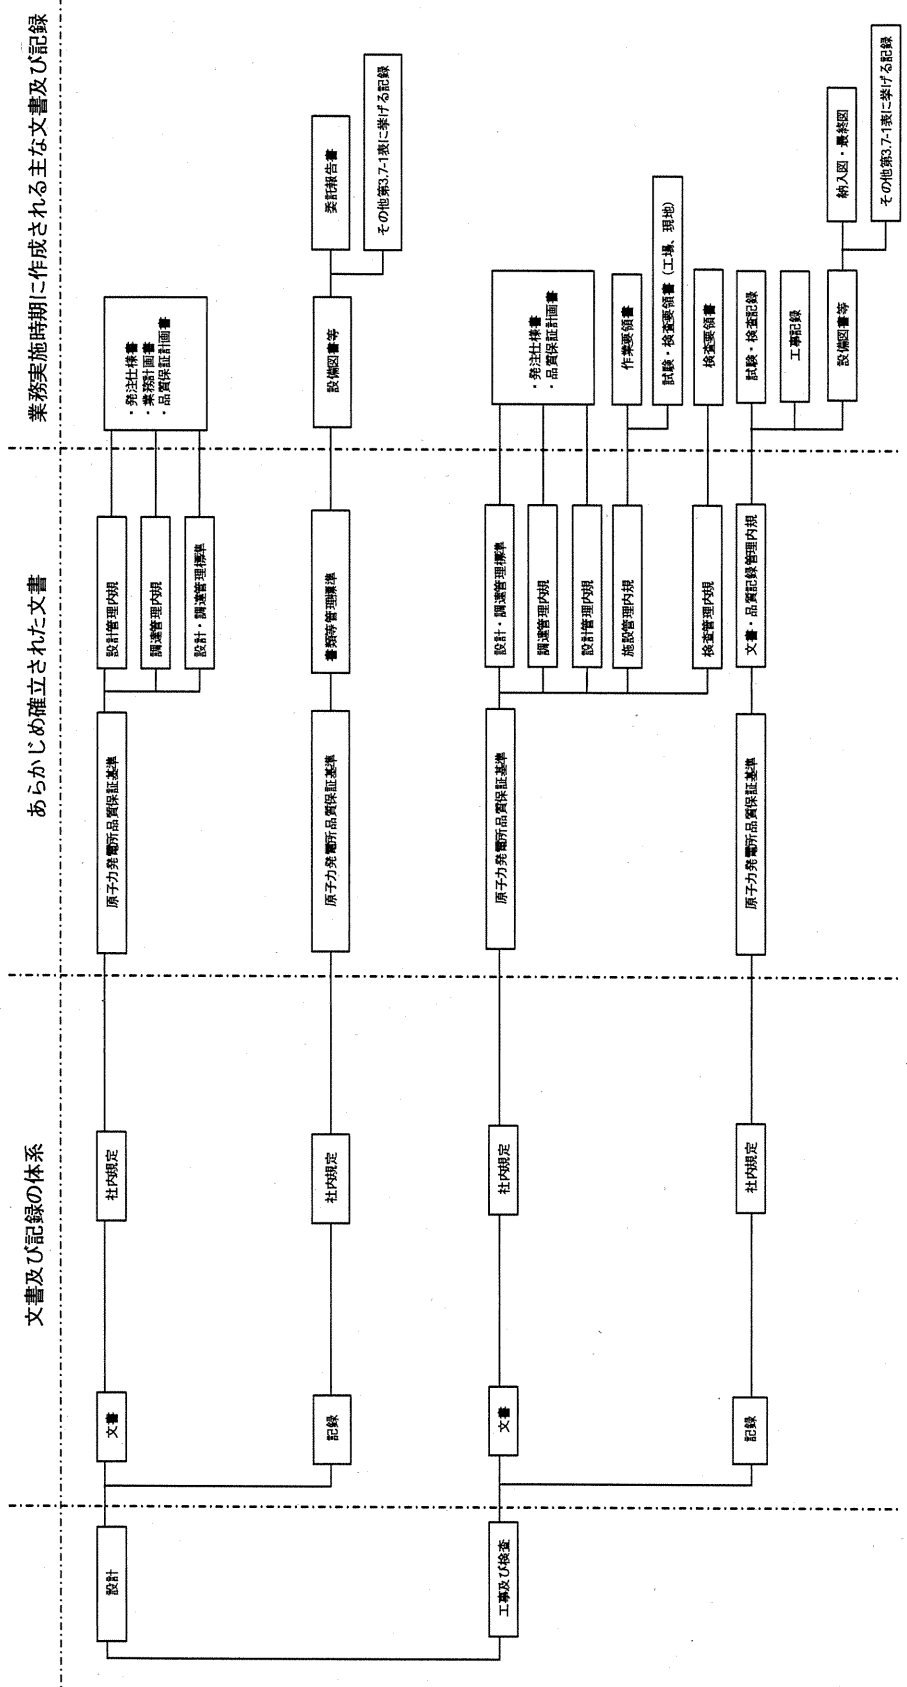 文書及び記録の体系
あらかじめ確立された文書
業務実施時期に作成される主な文書及び記録
設計
文書
社内規定
原子力発電所品質保証基準
設計管理内規
調達管理内規
設計・調達管理標準
・発注仕様書
・業務計画書
・品質保証計画書
記録
社内規定
原子力発電所品質保証基準
書類等管理標準
設備図書等
委託報告書
その他第3.7-1表に挙げる記録
工事及び検査
文書
社内規定
原子力発電所品質保証基準
設計・調達管理標準
調達管理内規
設計管理内規
・発注仕様書
・品質保証計画書
施設管理内規
作業要領書
試験・検査要領書(工場、現地)
検査管理内規
検査要領書
記録
社内規定
原子力発電所品質保証基準
文書・品質記録管理内規
試験・検査記録
工事記録
設備図書等
納入図・最終図
その他第3.7-1表に挙げる記録